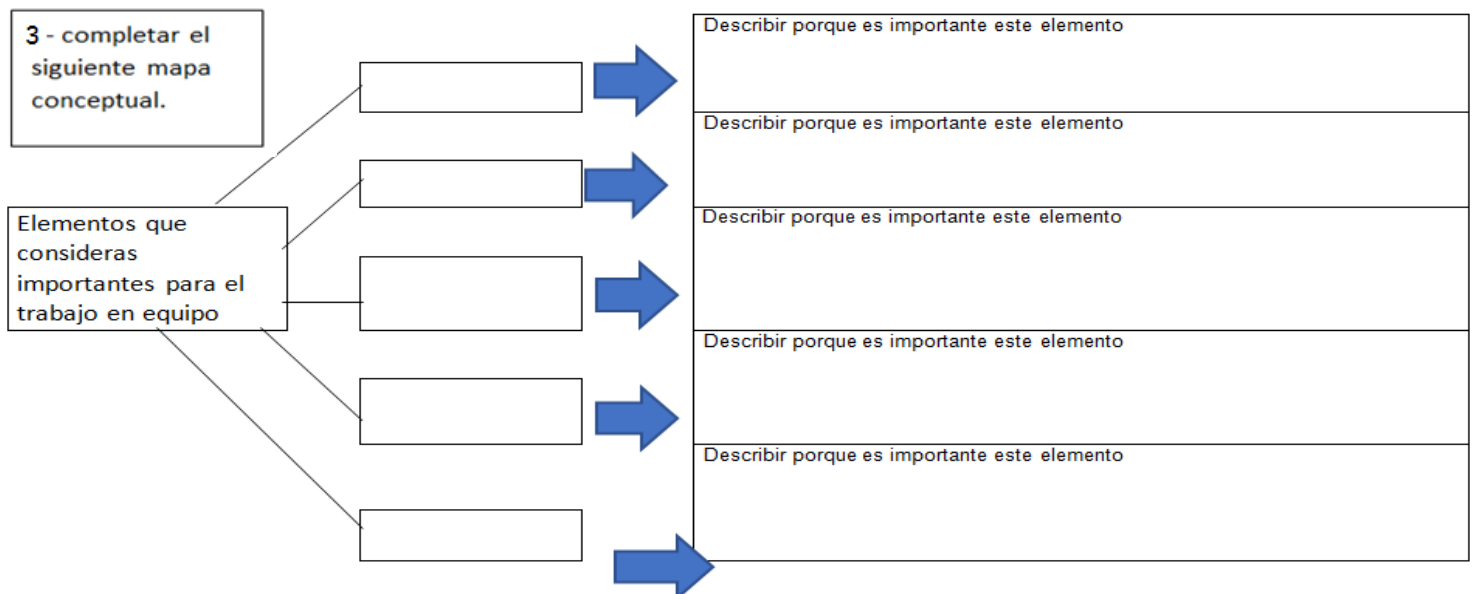 3 - completar el
siguiente mapa
conceptual.
Elementos que
consideras
importantes para el
trabajo en equipo
Describir porque es importante este elemento
Describir porque es importante este elemento
Describir porque es importante este elemento
Describir porque es importante este elemento
Describir porque es importante este elemento